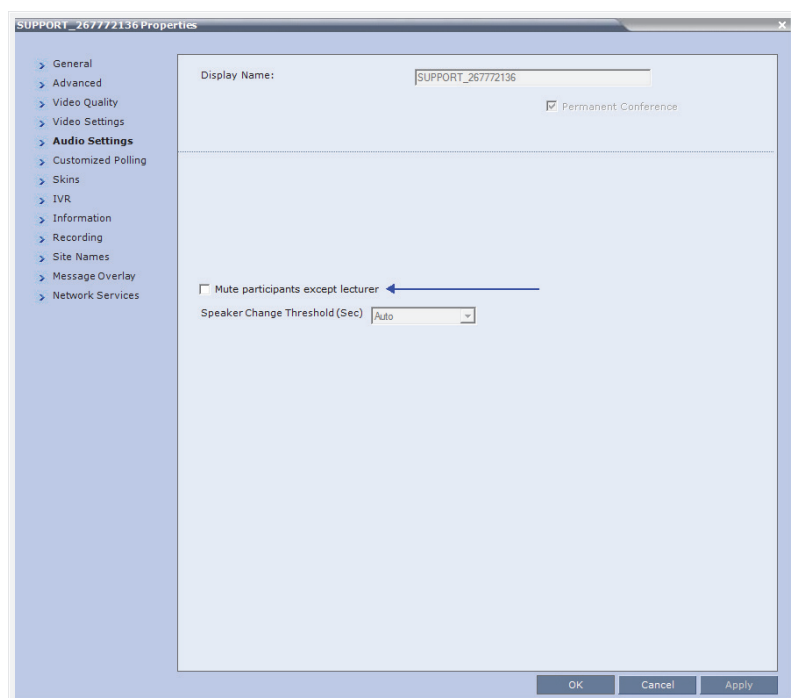 SUPPORT_267772136 Properties
General
Advanced
Video Quality
Video Settings
Audio Settings
Customized Polling
Skins
IVR
Information
Recording
Site Names
Message Overlay
Network Services
Display Name: SUPPORT_267772136
Permanent Conference
Mute participants except lecturer
Speaker Change Threshold (Sec) Auto
OK Cancel Apply